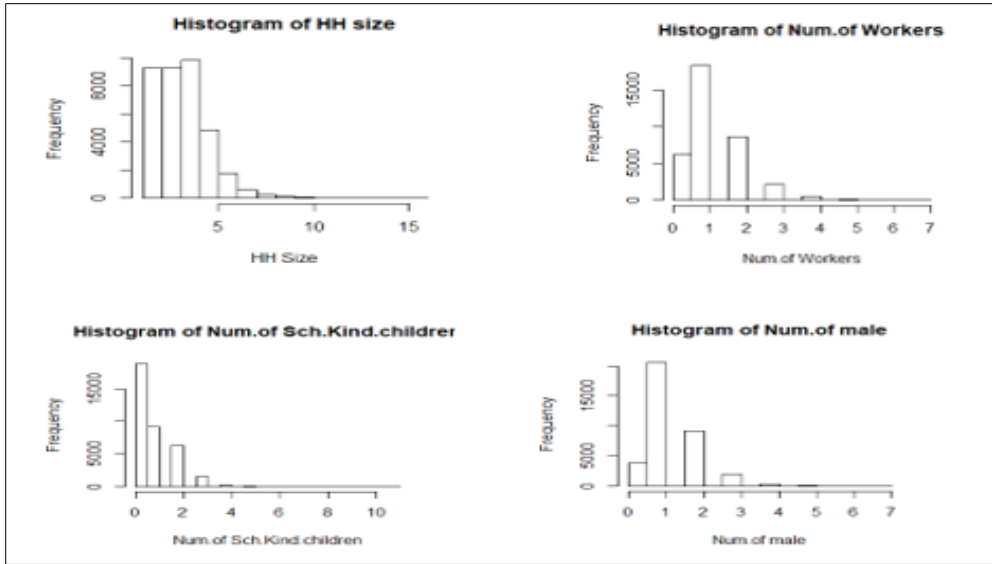 Histogram of HH size
Frequency
0 4000 8000
5 10 15
HH Size
Histogram of Num.of Workers
Frequency
0 5000 15000
0 1 2 3 4 5 6 7
Num.of Workers
Histogram of Num.of Sch.Kind.children
Frequency
0 5000 15000
0 2 4 6 8 10
Num.of Sch.Kind.children
Histogram of Num.of male
Frequency
0 5000 15000
0 1 2 3 4 5 6 7
Num.of male